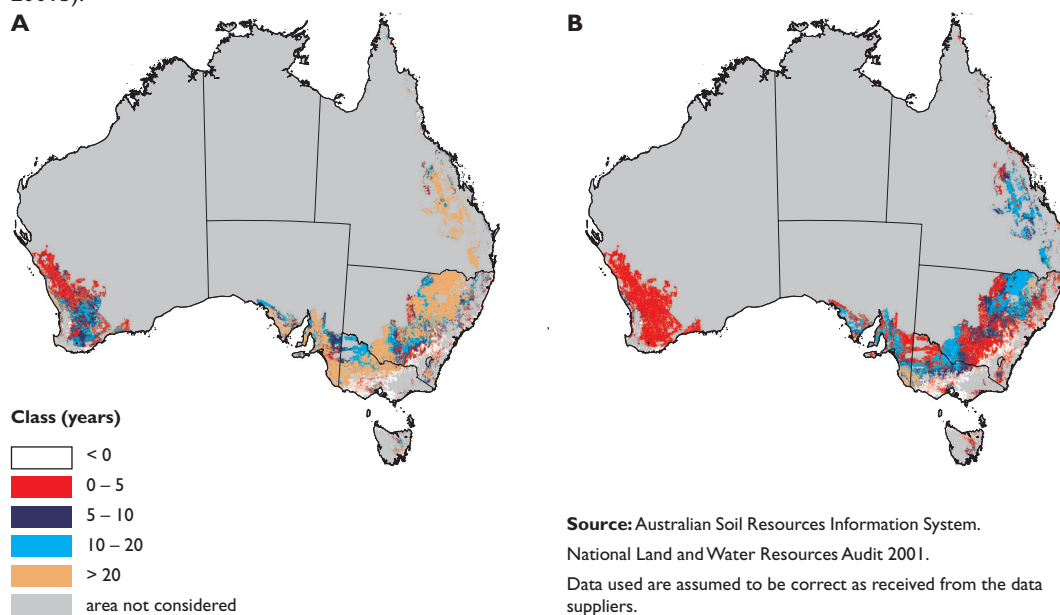 A
B
Class (years)
< 0
0 – 5
5 – 10
10 – 20
> 20
area not considered
Source: Australian Soil Resources Information System.
National Land and Water Resources Audit 2001.
Data used are assumed to be correct as received from the data
suppliers.